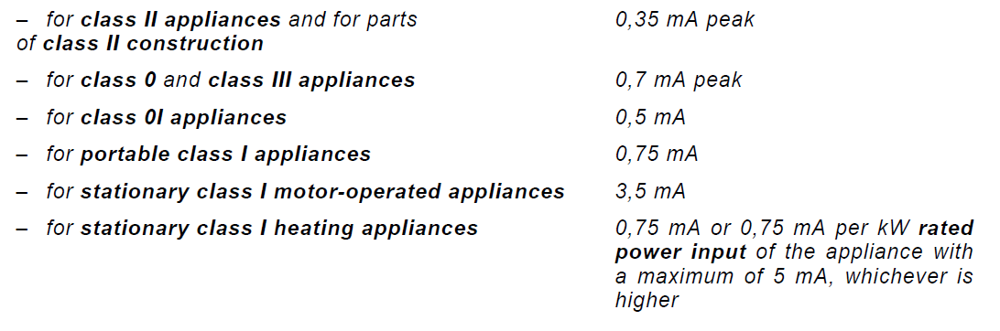 – for class II appliances and for parts 0,35 mA peak
of class II construction
– for class 0 and class III appliances 0,7 mA peak
– for class 0I appliances 0,5 mA
– for portable class I appliances 0,75 mA
– for stationary class I motor-operated appliances 3,5 mA
– for stationary class I heating appliances 0,75 mA or 0,75 mA per kW rated
power input of the appliance with
a maximum of 5 mA, whichever is
higher